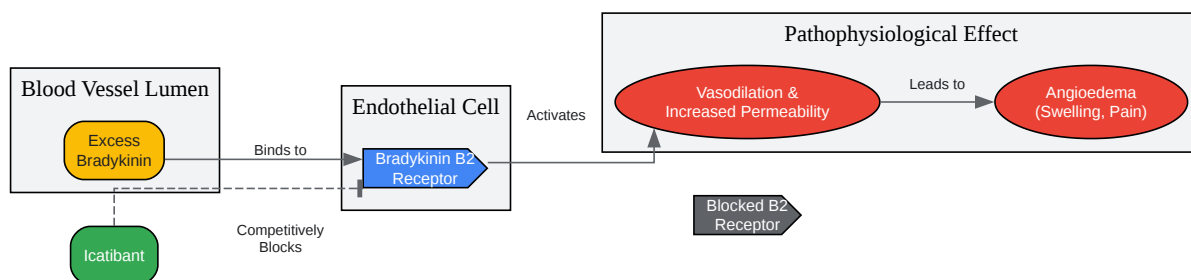 Blood Vessel Lumen
Excess
Bradykinin
Binds to
Icatibant
Competitively
Blocks
Endothelial Cell
Bradykinin B2
Receptor
Activates
Pathophysiological Effect
Vasodilation &
Increased Permeability
Leads to
Angioedema
(Swelling, Pain)
Blocked B2
Receptor